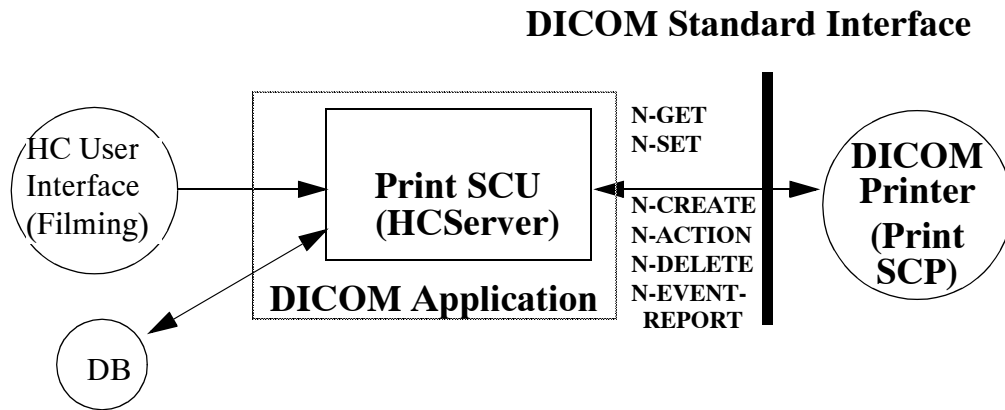 DICOM Standard Interface
HC User
Interface
(Filming)
Print SCU
(HCServer)
DICOM Application
DB
N-GET
N-SET
N-CREATE
N-ACTION
N-DELETE
N-EVENT-
REPORT
DICOM
Printer
(Print
SCP)